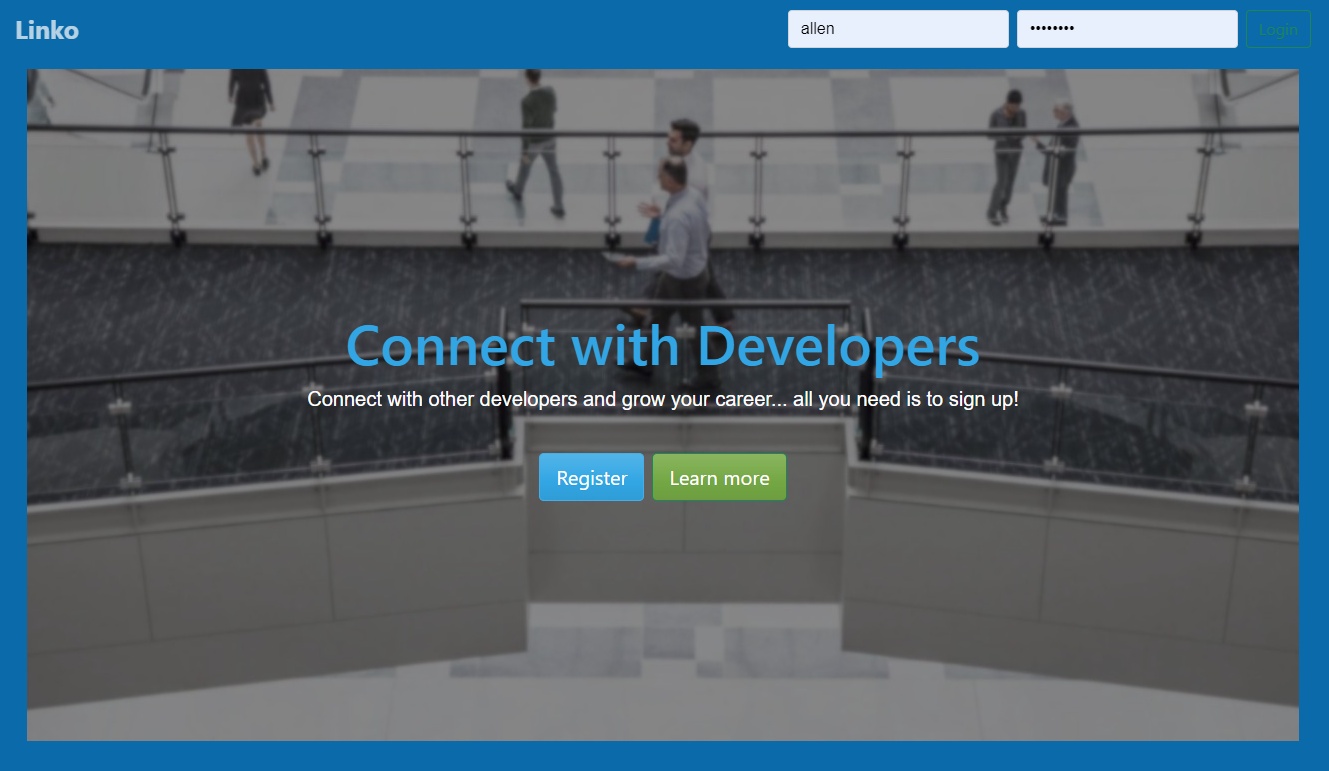 Linko
allen
••••••••
Login
Connect with Developers
Connect with other developers and grow your career... all you need is to sign up!
Register
Learn more